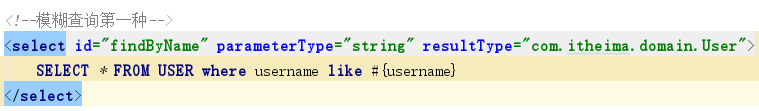 <!--模糊查询第一种-->
<select id="findByName" parameterType="string" resultType="com.itheima.domain.User">
SELECT * FROM USER where username like #{username}
</select>